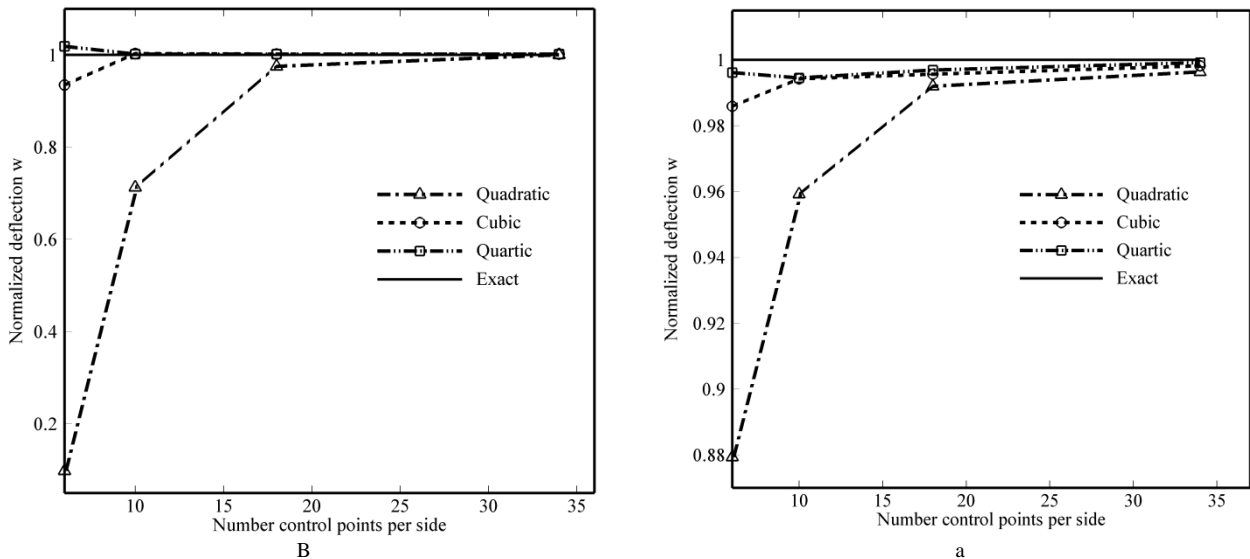 Normalized deflection w
1
0.8
0.6
0.4
0.2
Quadratic
Cubic
Quartic
Exact
10
15
20
25
30
35
Number control points per side
B
Normalized deflection w
1
0.98
0.96
0.94
0.92
0.9
0.88
Quadratic
Cubic
Quartic
Exact
10
15
20
25
30
35
Number control points per side
a